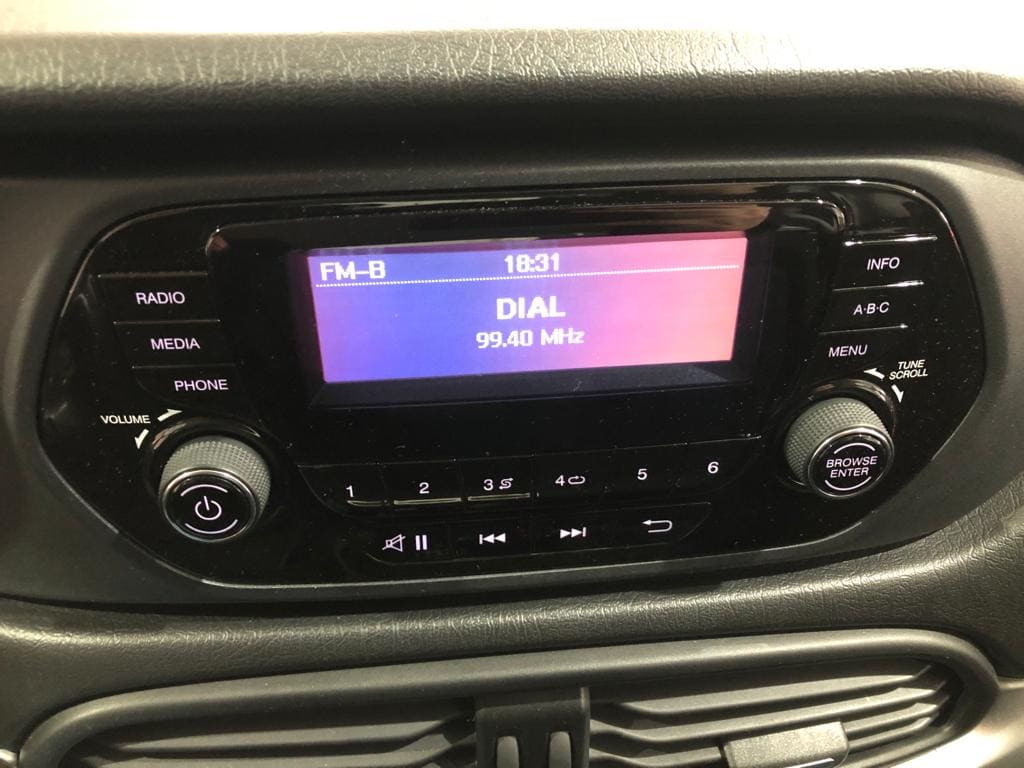 FM-B 18:31
DIAL
99.40 MHz
RADIO
MEDIA
PHONE
VOLUME
INFO
A·B·C
MENU
TUNE
SCROLL
BROWSE
ENTER
1 2 3 4 5 6